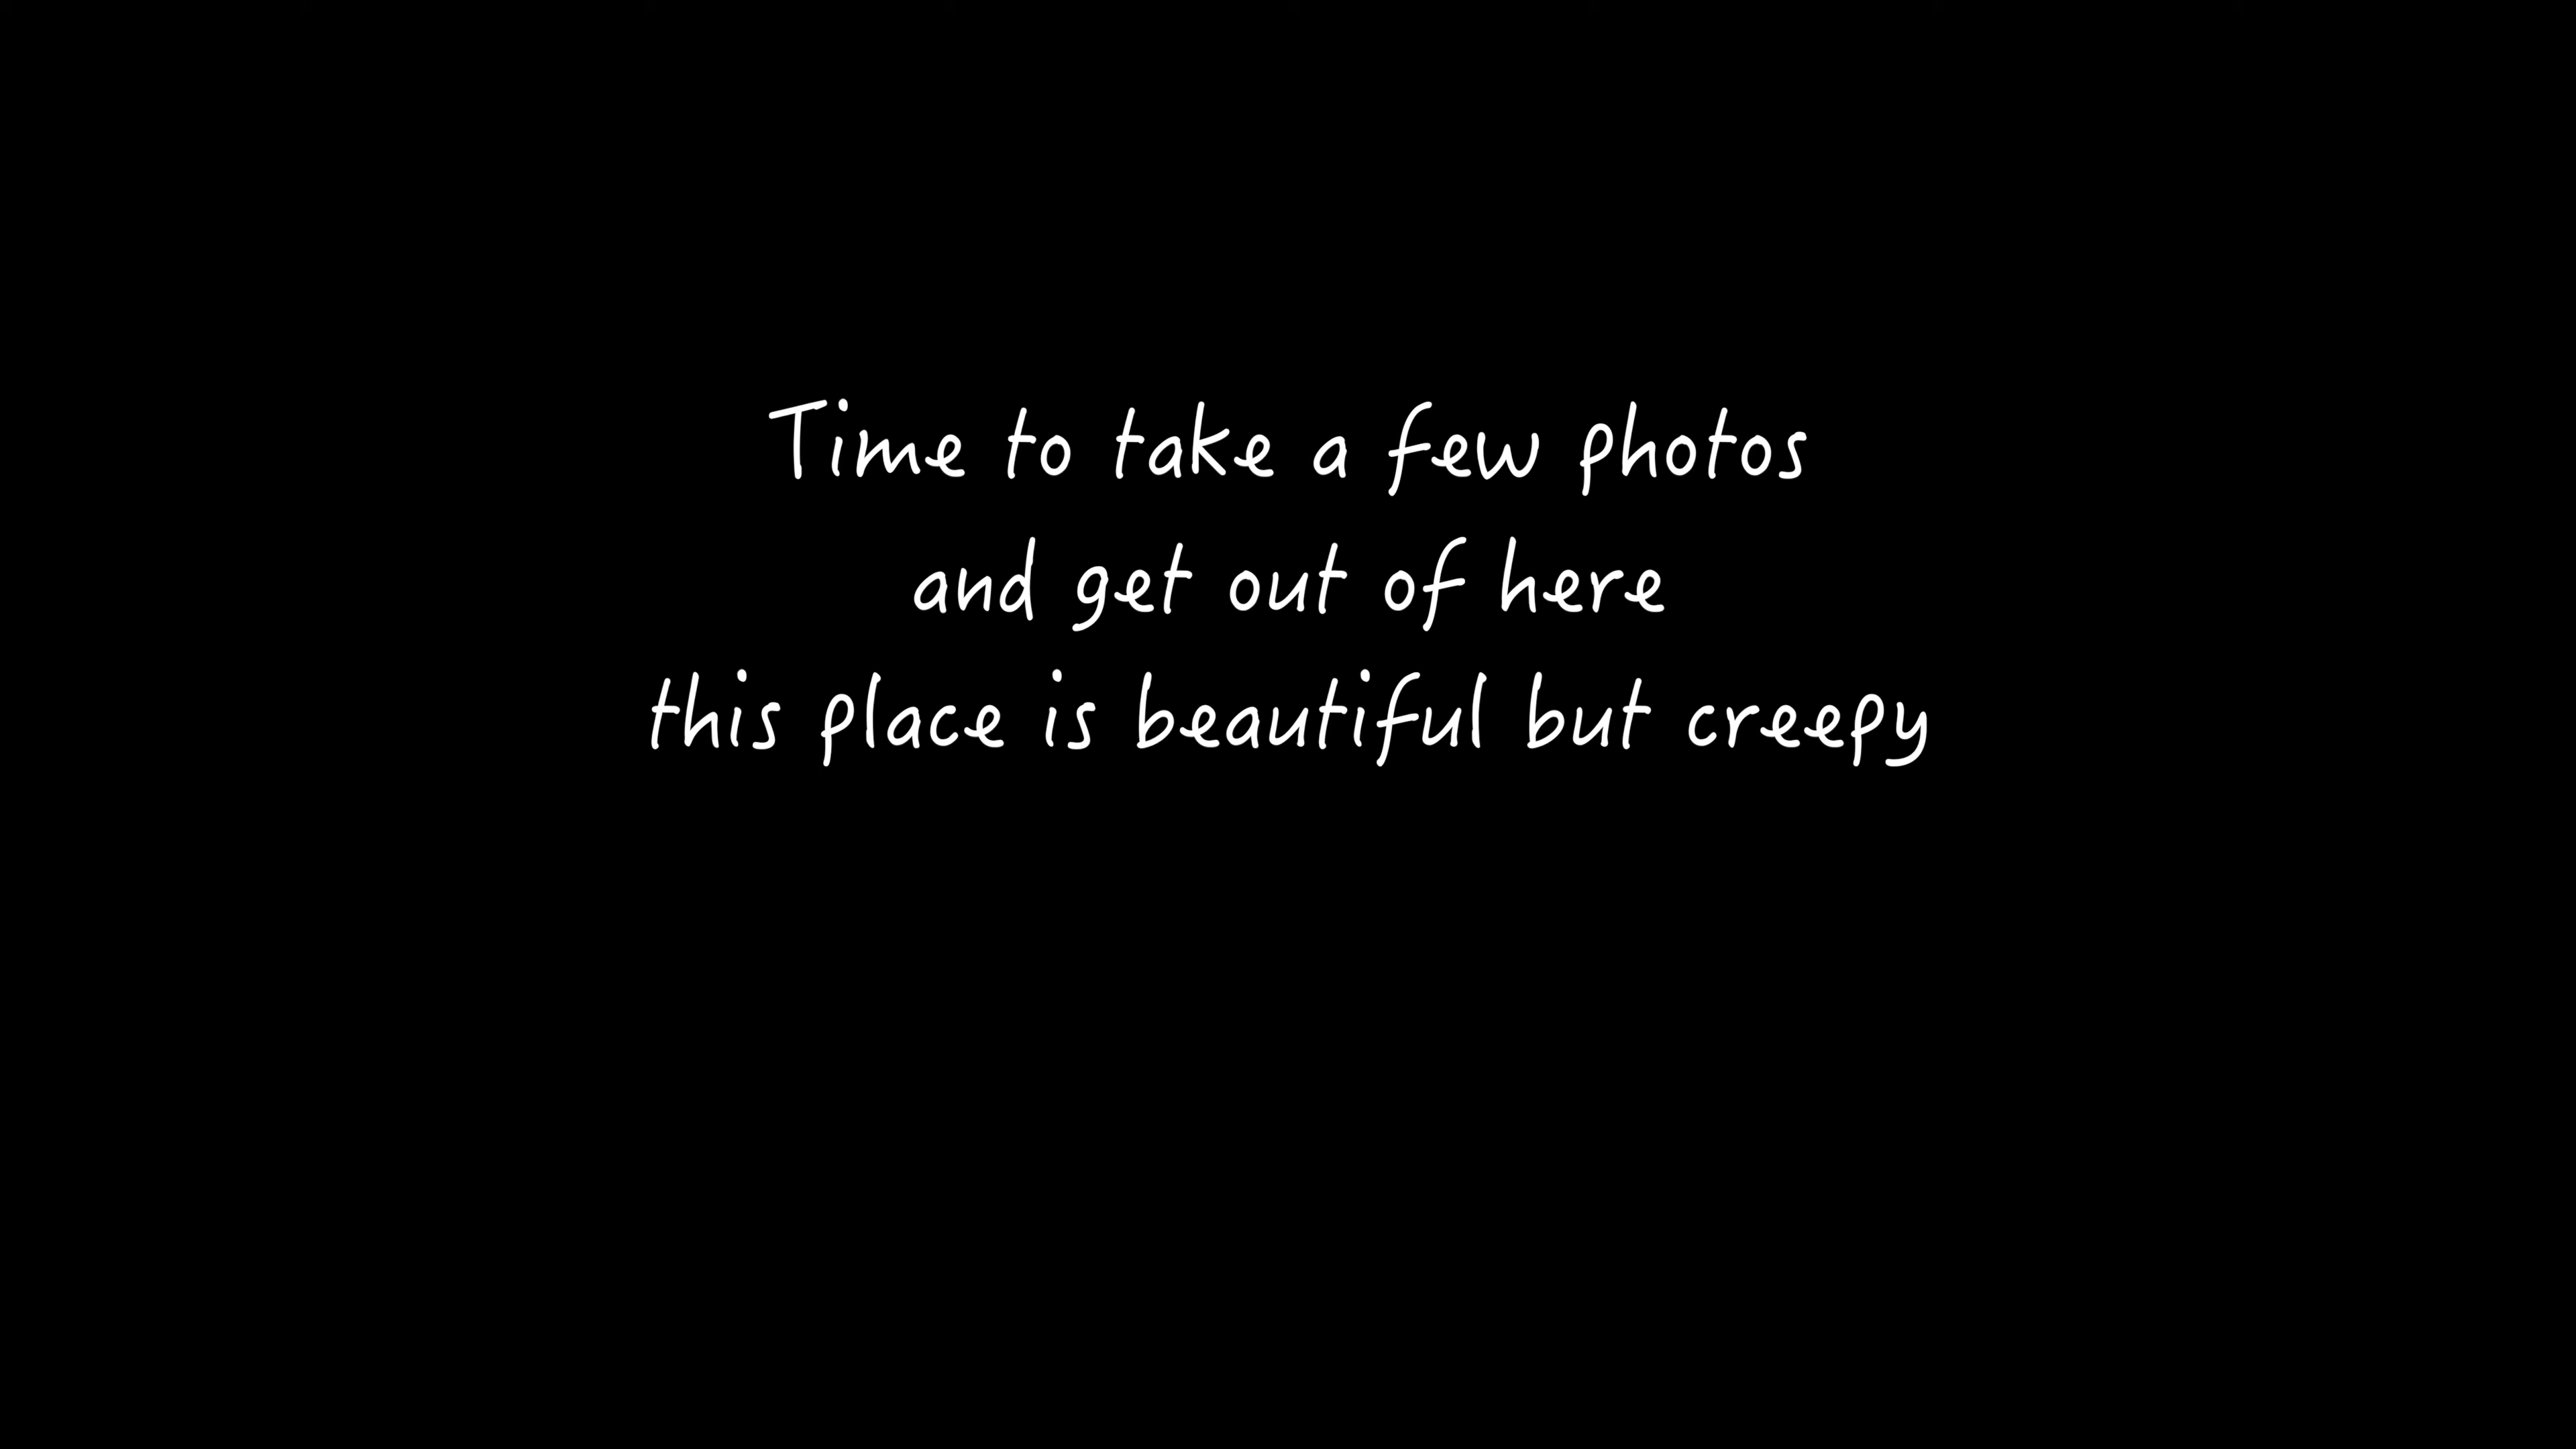 Time to take a few photos
and get out of here
this place is beautiful but creepy